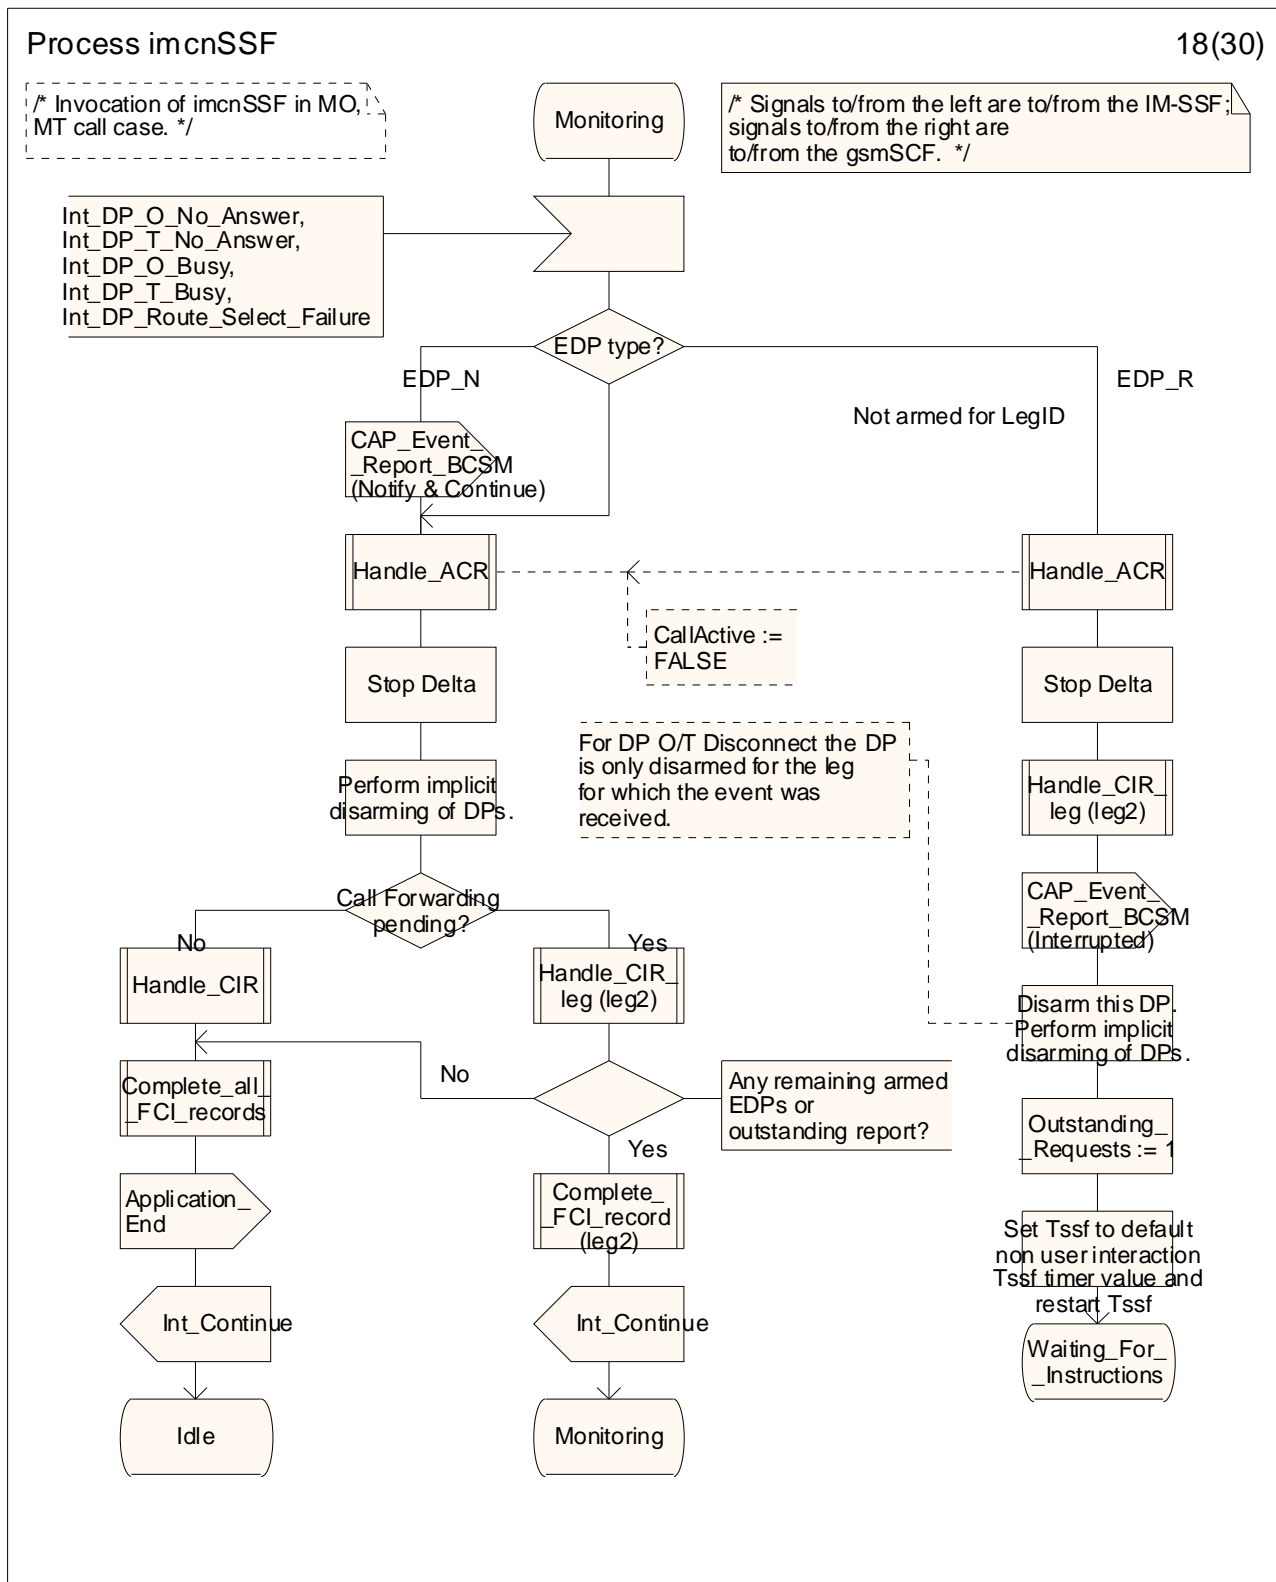 Process imcnSSF
18(30)
/* Invocation of imcnSSF in MO,
MT call case. */
Monitoring
/* Signals to/from the left are to/from the IM-SSF;
signals to/from the right are
to/from the gsmSCF.  */
Int_DP_O_No_Answer,
Int_DP_T_No_Answer,
Int_DP_O_Busy,
Int_DP_T_Busy,
Int_DP_Route_Select_Failure
EDP type?
EDP_N
EDP_R
Not armed for LegID
CAP_Event_
_Report_BCSM
(Notify & Continue)
Handle_ACR
Handle_ACR
CallActive :=
FALSE
Stop Delta
Stop Delta
For DP O/T Disconnect the DP
is only disarmed for the leg
for which the event was
received.
Perform implicit
disarming of DPs.
Handle_CIR_
leg (leg2)
Call Forwarding
pending?
CAP_Event_
_Report_BCSM
(Interrupted)
No
Yes
Handle_CIR
Handle_CIR_
leg (leg2)
Disarm this DP.
Perform implicit
disarming of DPs.
No
Any remaining armed
EDPs or
outstanding report?
Complete_all_
_FCI_records
Yes
Outstanding_
_Requests := 1
Application_
End
Complete_
_FCI_record
(leg2)
Set Tssf to default
non user interaction
Tssf timer value and
restart Tssf
Int_Continue
Int_Continue
Waiting_For_
_Instructions
Idle
Monitoring